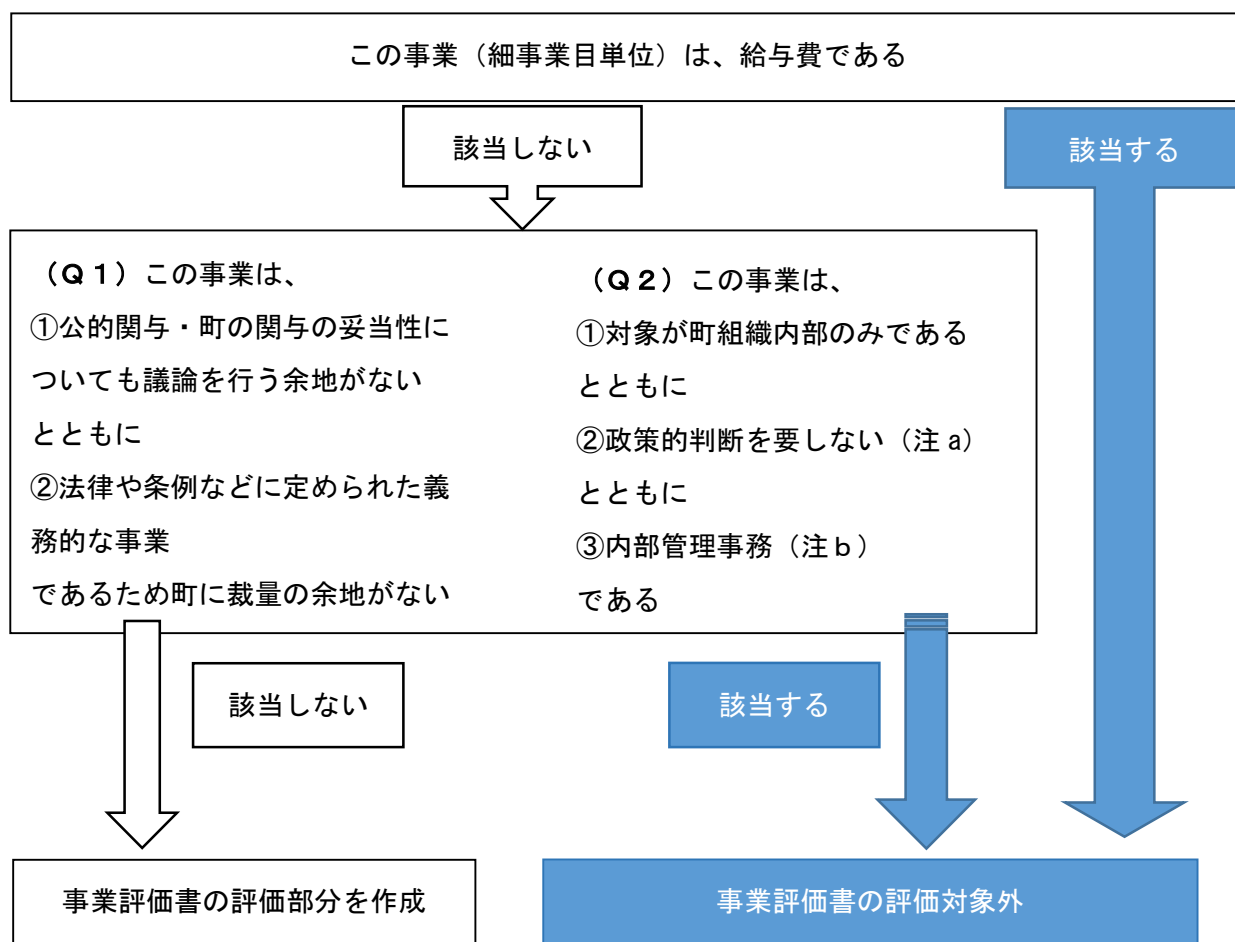 この事業（細事業目単位）は、給与費である
該当しない
該当する
（Q１）この事業は、
①公的関与・町の関与の妥当性に
ついても議論を行う余地がない
とともに
②法律や条例などに定められた義
務的な事業
であるため町に裁量の余地がない
（Q２）この事業は、
①対象が町組織内部のみである
とともに
②政策的判断を要しない（注 a）
とともに
③内部管理事務（注ｂ）
である
該当しない
該当する
事業評価書の評価部分を作成
事業評価書の評価対象外